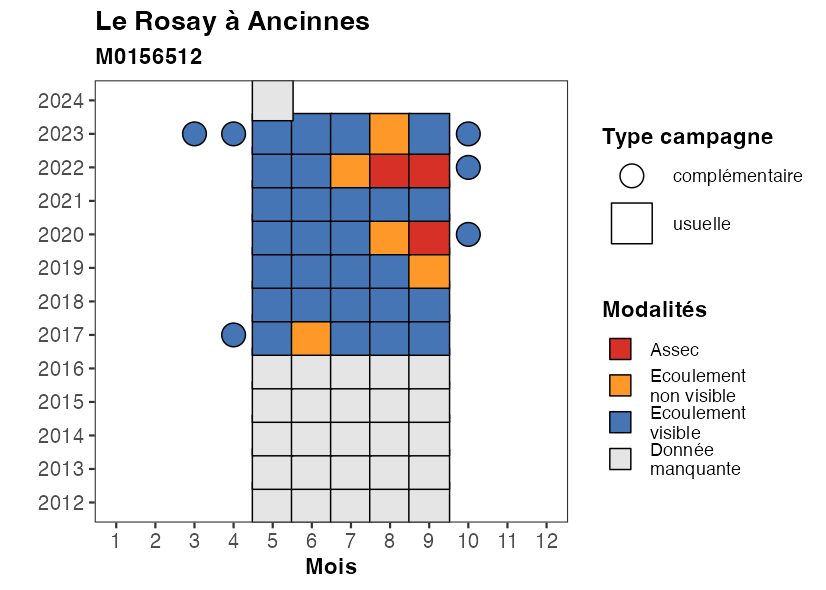 Le Rosay à Ancinnes
M0156512
2024
2023
2022
2021
2020
2019
2018
2017
2016
2015
2014
2013
2012
1 2 3 4 5 6 7 8 9 10 11 12
Mois
Type campagne
complémentaire
usuelle
Modalités
Assec
Ecoulement
non visible
Ecoulement
visible
Donnée
manquante